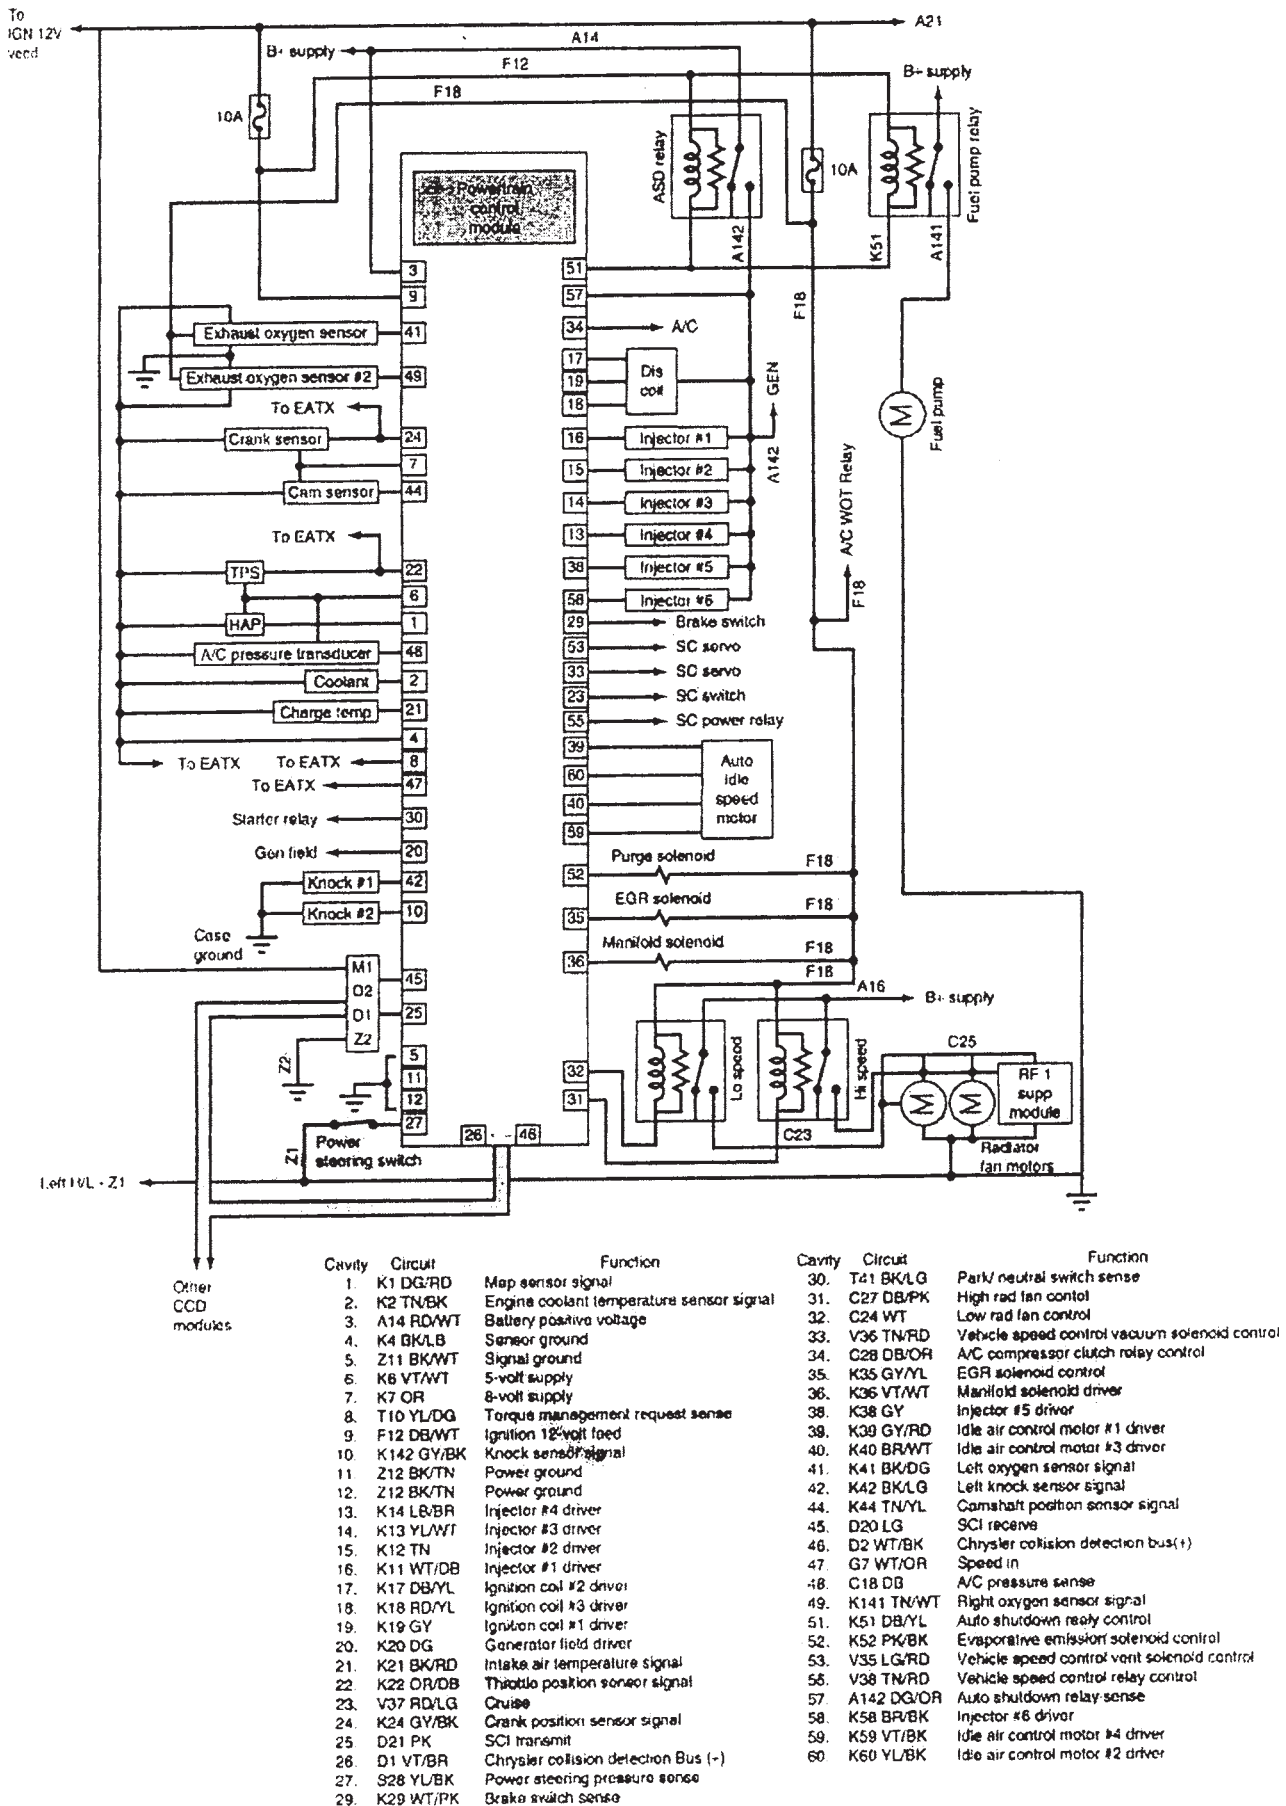 To
IGN 12V
A21
B+ supply
A14
F12
F18
B+ supply
10A
ASD relay
10A
Fuel pump relay
Powertrain
control
module
A142
K51
A141
F18
3
9
Exhaust oxygen sensor
41
Exhaust oxygen sensor #2
49
To EATX
Crank sensor
24
7
Cam sensor
44
To EATX
TPS
22
6
HAP
1
A/C pressure transducer
48
Coolant
2
Charge temp
21
4
To EATX
To EATX
8
To EATX
47
Starter relay
30
Gen field
20
Knock #1
42
Knock #2
10
Case
ground
M1
D2
D1
Z2
45
25
Z2
5
11
12
27
Power
steering switch
Z1
26
46
Left H/L - Z1
Other
CCD
modules
51
57
34
A/C
17
19
18
Dis
coil
GEN
A142
16
Injector #1
15
Injector #2
14
Injector #3
13
Injector #4
38
Injector #5
58
Injector #6
29
Brake switch
53
SC servo
33
SC servo
23
SC switch
55
SC power relay
39
60
40
59
Auto
idle
speed
motor
A/C WOT Relay
F18
M
Fuel pump
52
Purge solenoid
F18
35
EGR solenoid
F18
36
Manifold solenoid
F18
F18
A16
B+ supply
32
31
Lo speed
Hi speed
C23
C25
M
M
RF 1
supp
module
Radiator
fan motors
Cavity Circuit Function
1. K1 DG/RD Map sensor signal
2. K2 TN/BK Engine coolant temperature sensor signal
3. A14 RD/WT Battery positive voltage
4. K4 BK/LB Sensor ground
5. Z11 BK/WT Signal ground
6. K6 VT/WT 5-volt supply
7. K7 OR 8-volt supply
8. T10 YL/DG Torque management request sense
9. F12 DB/WT Ignition 12-volt feed
10. K142 GY/BK Knock sensor signal
11. Z12 BK/TN Power ground
12. Z12 BK/TN Power ground
13. K14 LB/BR Injector #4 driver
14. K13 YL/WT Injector #3 driver
15. K12 TN Injector #2 driver
16. K11 WT/DB Injector #1 driver
17. K17 DB/YL Ignition coil #2 driver
18. K18 RD/YL Ignition coil #3 driver
19. K19 GY Ignition coil #1 driver
20. K20 DG Generator field driver
21. K21 BK/RD Intake air temperature signal
22. K22 OR/DB Throttle position sensor signal
23. V37 RD/LG Cruise
24. K24 GY/BK Crank position sensor signal
25 D21 PK SCI transmit
26. D1 VT/BR Chrysler collision detection Bus (-)
27. S28 YL/BK Power steering pressure sense
29. K29 WT/PK Brake switch sense
Cavity Circuit Function
30. T41 BK/LG Park/ neutral switch sense
31. C27 DB/PK High rad fan contol
32. C24 WT Low rad fan control
33. V36 TN/RD Vehicle speed control vacuum solenoid control
34. C28 DB/OR A/C compressor clutch relay control
35. K35 GY/YL EGR solenoid control
36. K36 VT/WT Manifold solenoid driver
38. K38 GY Injector #5 driver
39. K39 GY/RD Idle air control motor #1 driver
40. K40 BR/WT Idle air control motor #3 driver
41. K41 BK/DG Left oxygen sensor signal
42. K42 BK/LG Left knock sensor signal
44. K44 TN/YL Camshaft position sensor signal
45. D20 LG SCI receive
46. D2 WT/BK Chrysler collision detection bus(+)
47. G7 WT/OR Speed in
48. C18 DB A/C pressure sense
49. K141 TN/WT Right oxygen sensor signal
51. K51 DB/YL Auto shutdown realy control
52. K52 PK/BK Evaporative emission solenoid control
53. V35 LG/RD Vehicle speed control vent solenoid control
55. V38 TN/RD Vehicle speed control relay control
57. A142 DG/OR Auto shutdown relay sense
58. K58 BR/BK Injector #6 driver
59. K59 VT/BK Idle air control motor #4 driver
60. K60 YL/BK Idle air control motor #2 driver